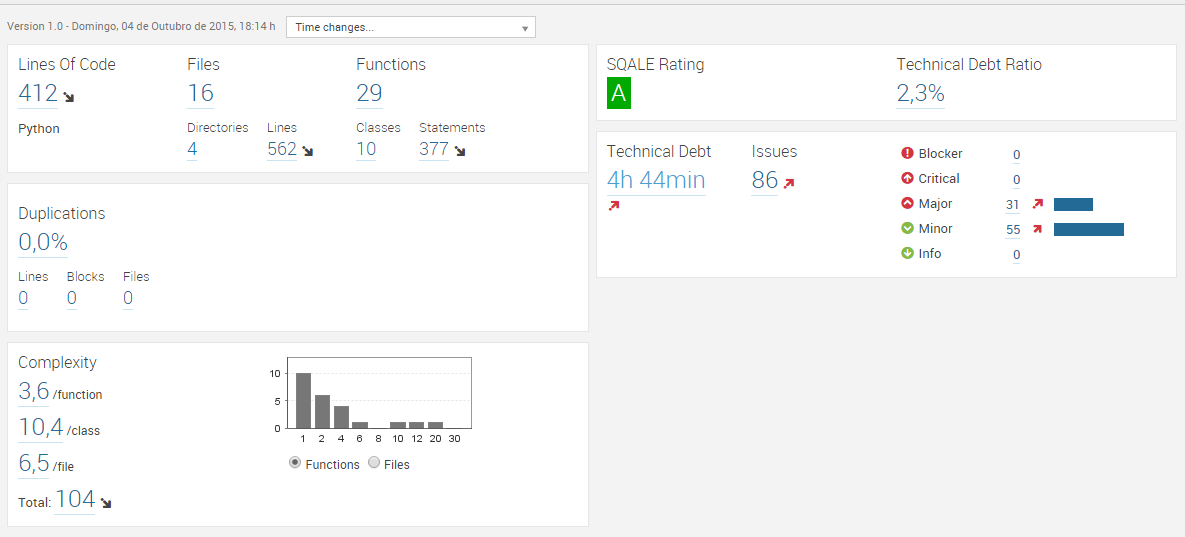 Version 1.0 - Domingo, 04 de Outubro de 2015, 18:14 h Time changes...
Lines Of Code Files Functions
412 16 29
Python
Directories Lines Classes Statements
4 562 10 377
SQALE Rating Technical Debt Ratio
A 2,3%
Technical Debt Issues
4h 44min 86
Blocker 0
Critical 0
Major 31
Minor 55
Info 0
Duplications
0,0%
Lines Blocks Files
0 0 0
Complexity
3,6 /function
10,4 /class
6,5 /file
Total: 104
10
5
0
1 2 4 6 8 10 12 20 30
Functions Files